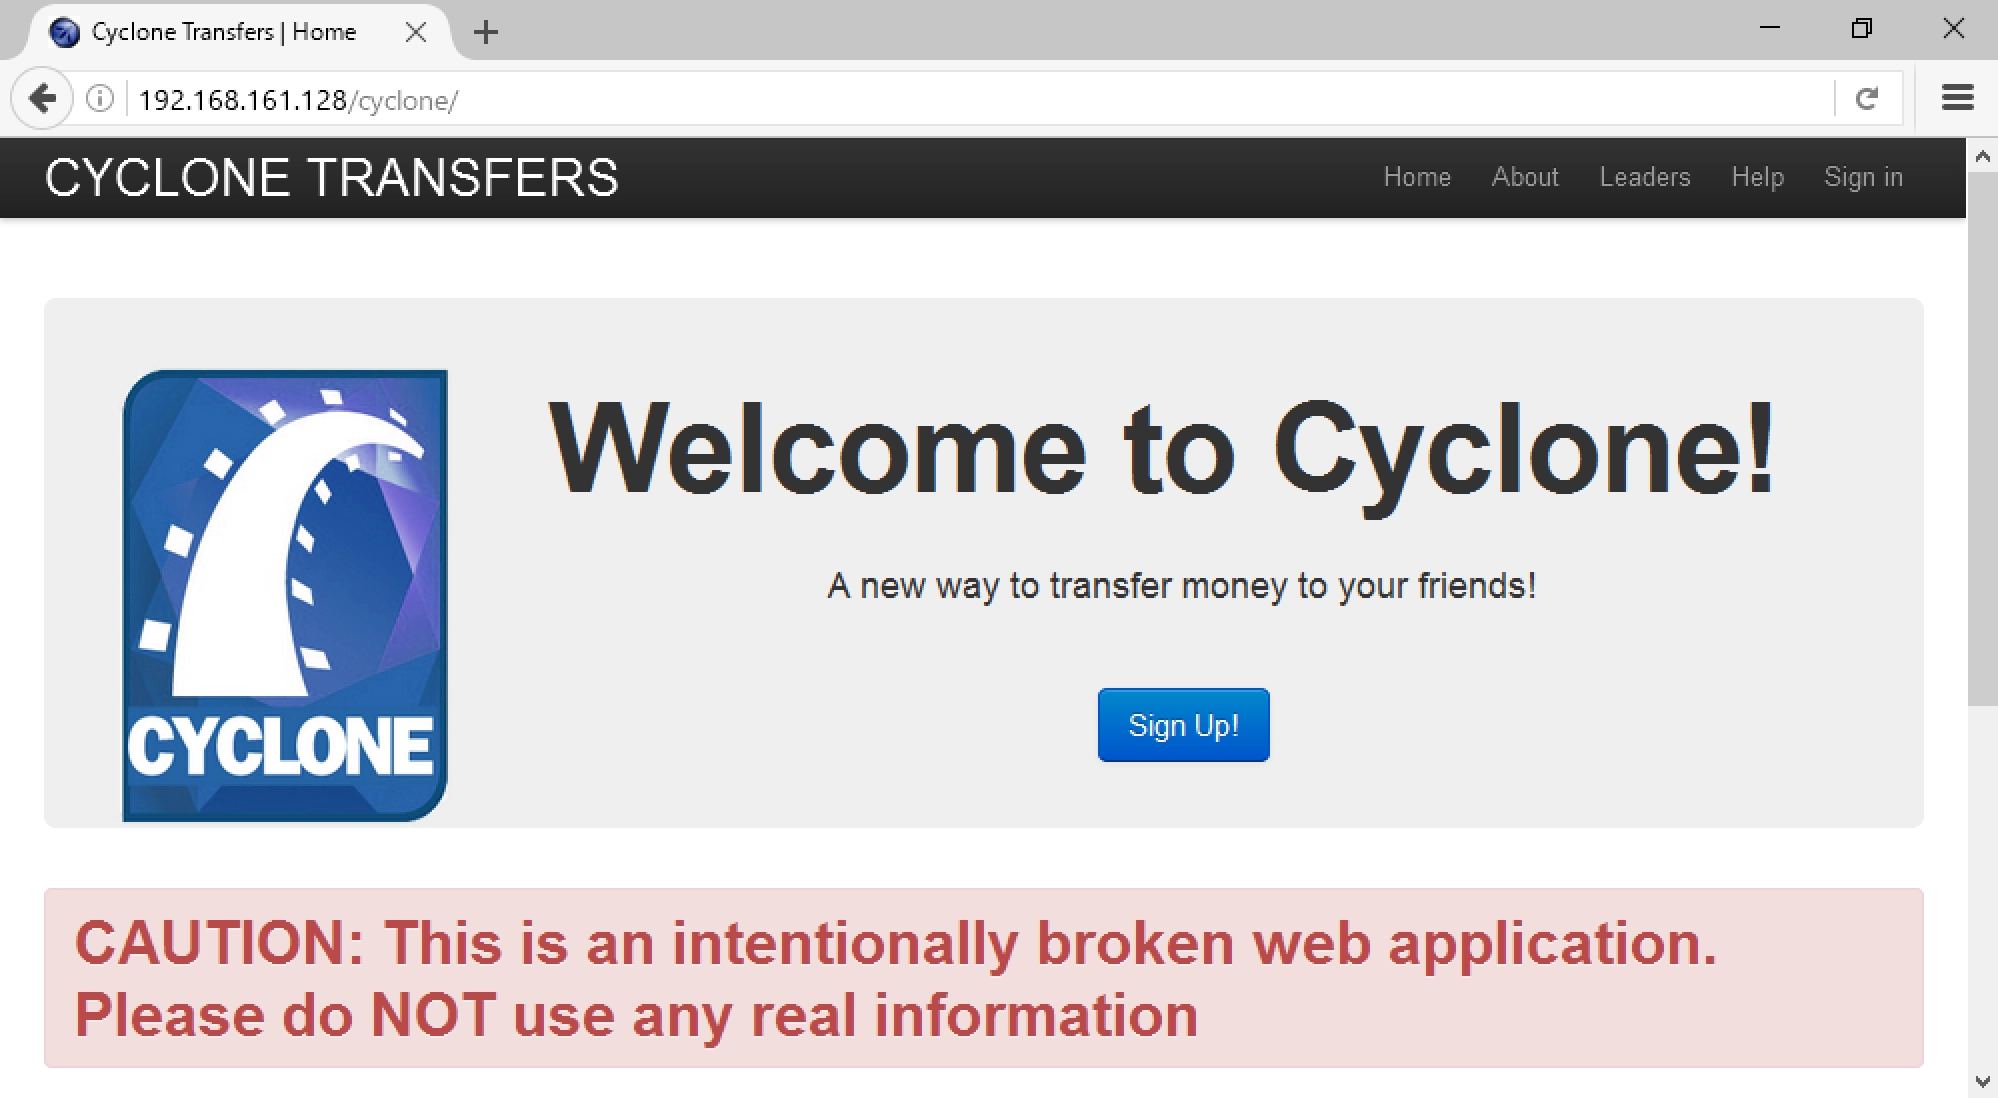 Cyclone Transfers | Home
192.168.161.128/cyclone/
CYCLONE TRANSFERS
Home About Leaders Help Sign in
Welcome to Cyclone!
A new way to transfer money to your friends!
Sign Up!
CYCLONE
CAUTION: This is an intentionally broken web application.
Please do NOT use any real information